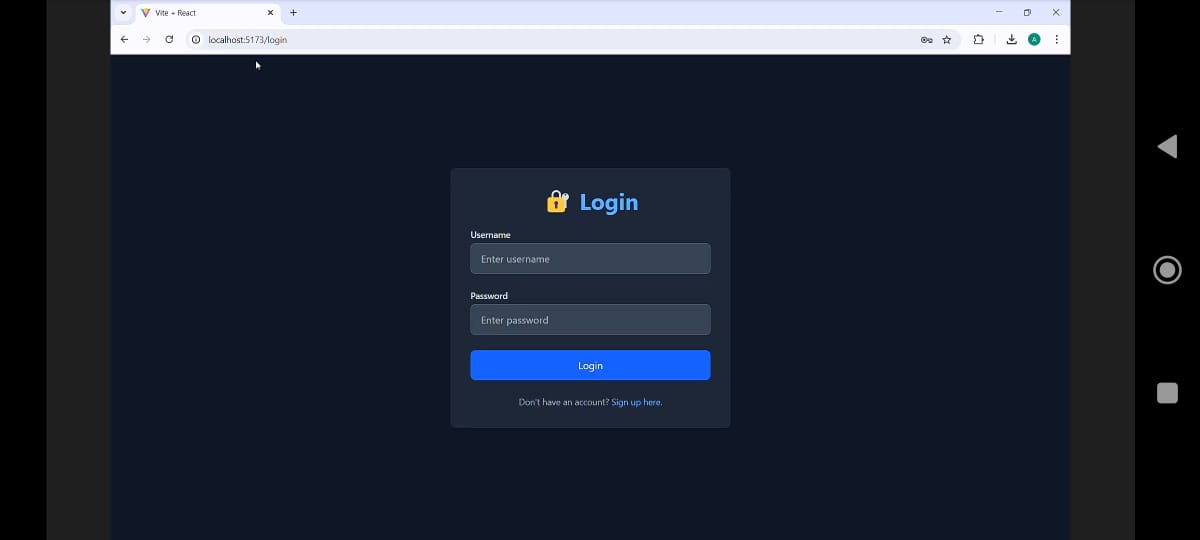 Vite + React
localhost:5173/login
A
Login
Username
Enter username
Password
Enter password
Login
Don't have an account? Sign up here.